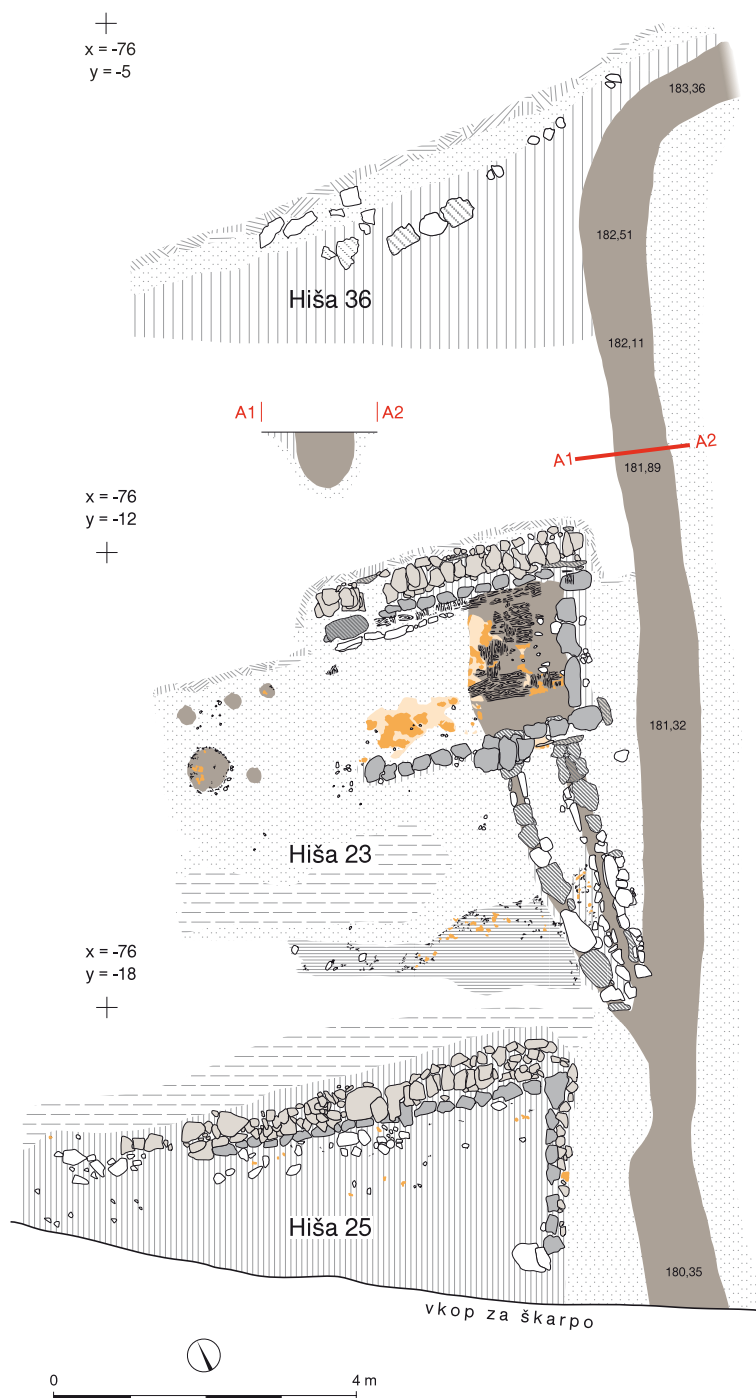 x = -76
y = -5
183,36
182,51
Hiša 36
182,11
A1
A2
A1
A2
181,89
x = -76
y = -12
181,32
Hiša 23
x = -76
y = -18
Hiša 25
180,35
vkop za škarpo
0
4 m